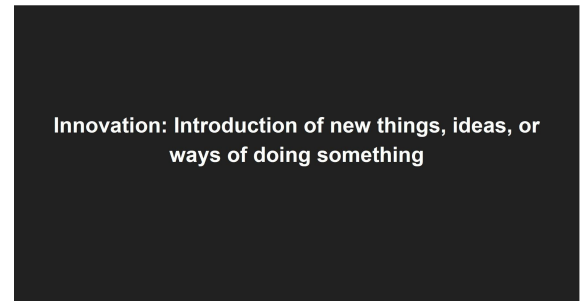 Innovation: Introduction of new things, ideas, or
ways of doing something